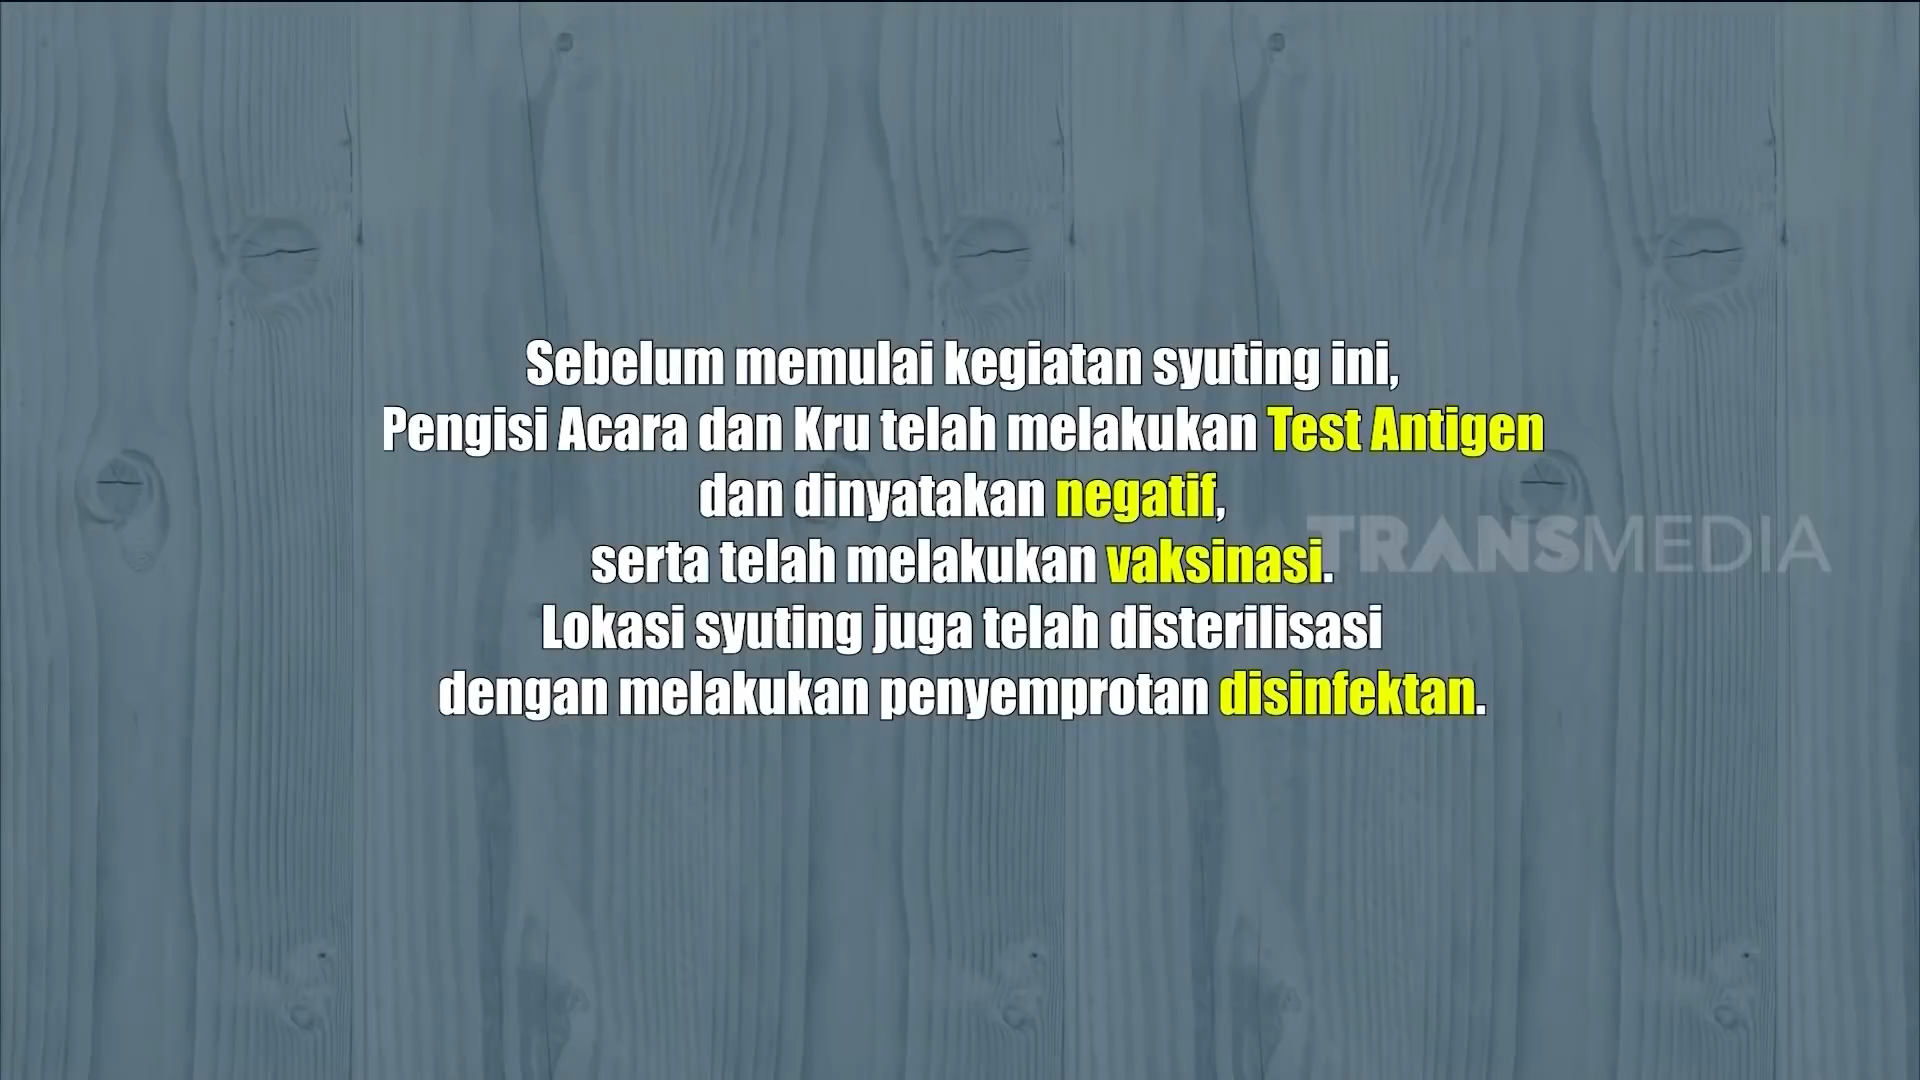 Sebelum memulai kegiatan syuting ini,
Pengisi Acara dan Kru telah melakukan Test Antigen
dan dinyatakan negatif,
serta telah melakukan vaksinasi.
TRANSMEDIA
Lokasi syuting juga telah disterilisasi
dengan melakukan penyemprotan disinfektan.